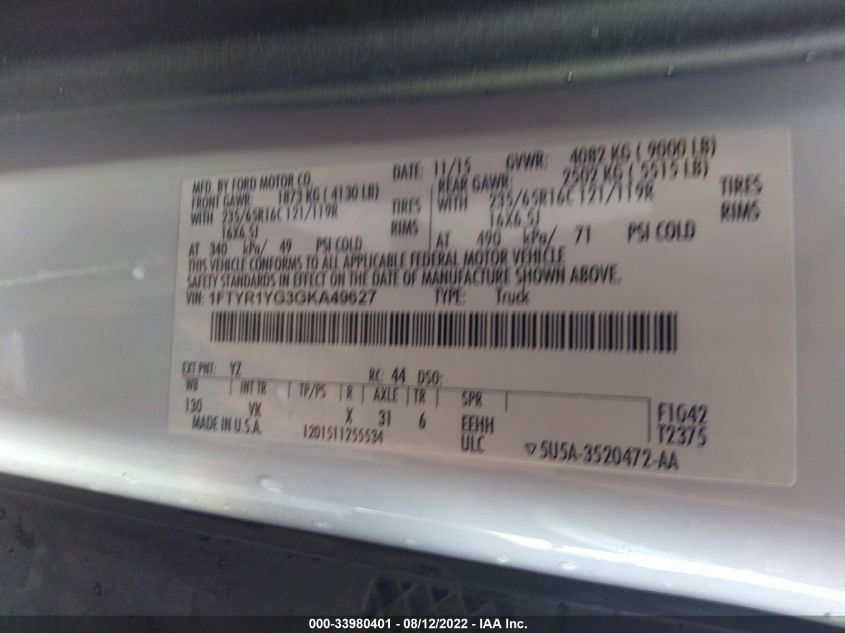 MFD. BY FORD MOTOR CO. DATE: 11/15 GVWR: 4082 KG ( 9000 LB)
FRONT GAWR: 1873 KG ( 4130 LB) REAR GAWR: 2502 KG ( 5515 LB)
WITH 235/65R16C 121/119R TIRES WITH 235/65R16C 121/119R TIRES
16X6.5J RIMS 16X6.5J RIMS
AT 340 kPa/ 49 PSI COLD AT 490 kPa/ 71 PSI COLD
THIS VEHICLE CONFORMS TO ALL APPLICABLE FEDERAL MOTOR VEHICLE
SAFETY STANDARDS IN EFFECT ON THE DATE OF MANUFACTURE SHOWN ABOVE.
VIN: 1FTYR1YG3GKA49627 TYPE: Truck
EXT PNT: YZ RC: 44 DSO:
WB INT TR TP/PS R AXLE TR SPR
130 VK X 31 6 EEHH F1G42
MADE IN U.S.A. 1201511255534 ULC T2375
▽5U5A-3520472-AA
000-33980401 - 08/12/2022 - IAA Inc.